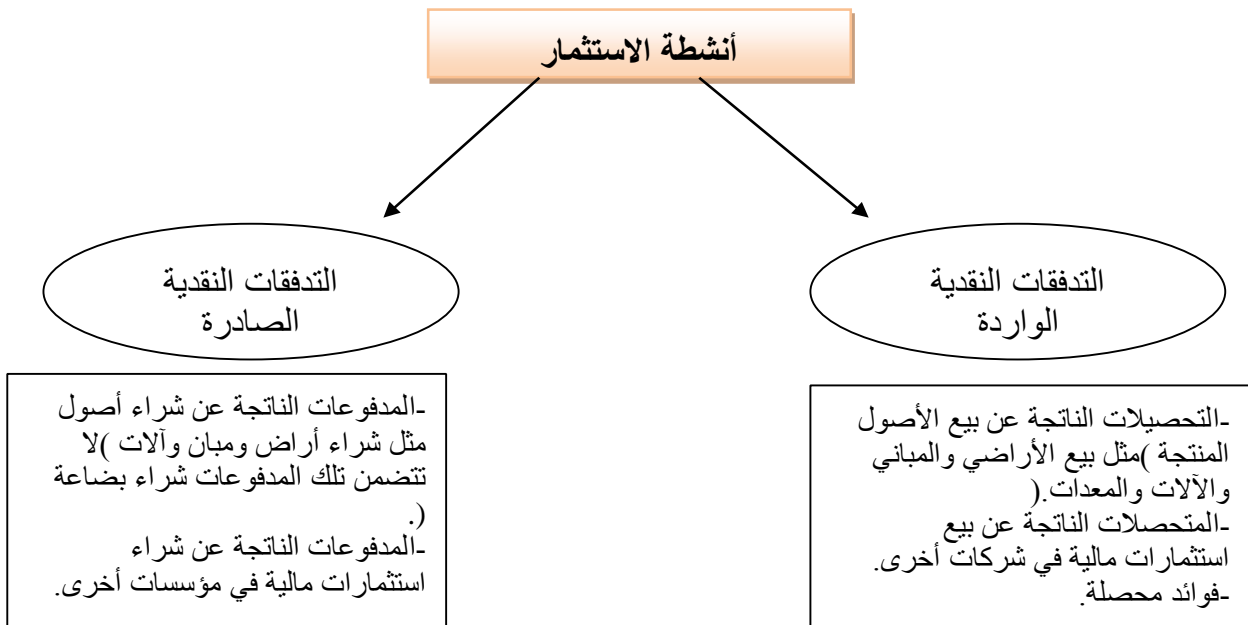 أنشطة الاستثمار
التدفقات النقدية
الواردة
التدفقات النقدية
الصادرة
-التحصيلات الناتجة عن بيع الأصول
المنتجة )مثل بيع الأراضي والمباني
والآلات والمعدات.(
-المتحصلات الناتجة عن بيع
استثمارات مالية في شركات أخرى.
-فوائد محصلة.
-المدفوعات الناتجة عن شراء أصول
مثل شراء أراض ومبان وآلات )لا
تتضمن تلك المدفوعات شراء بضاعة
(.
-المدفوعات الناتجة عن شراء
استثمارات مالية في مؤسسات أخرى.